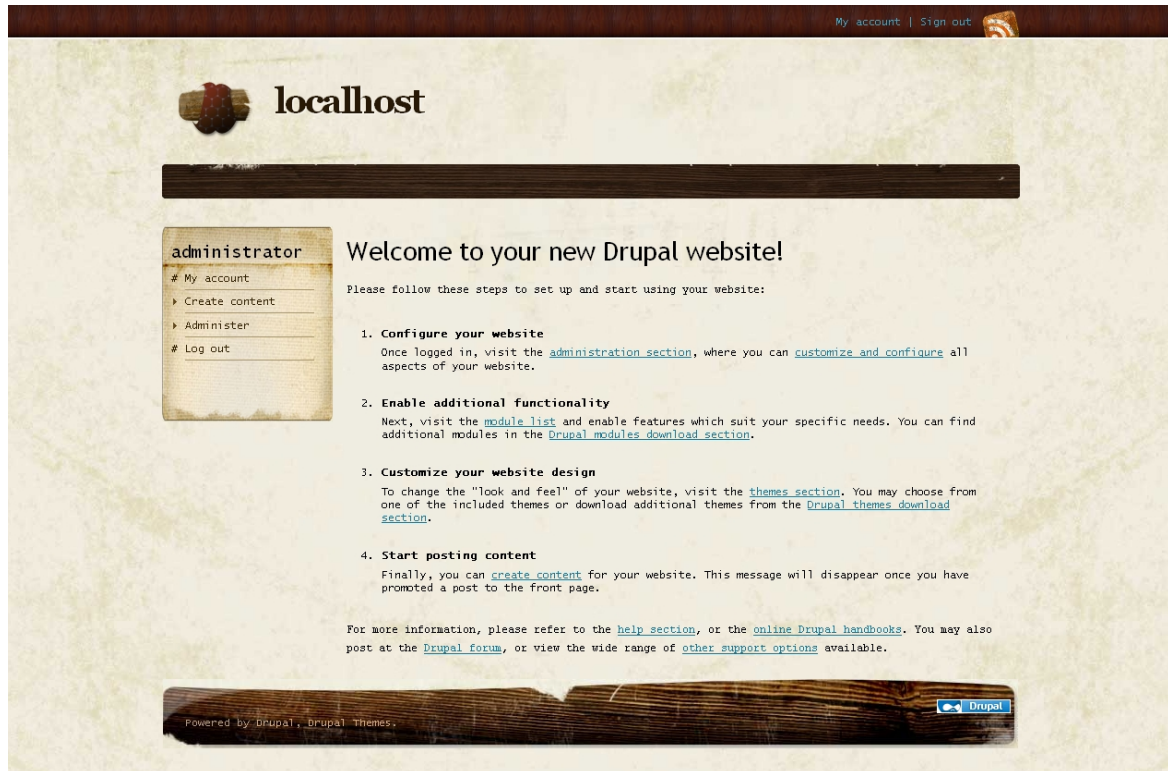 My account | Sign out
localhost
administrator
# My account
Create content
Administer
# Log out
Welcome to your new Drupal website!
Please follow these steps to set up and start using your website:
1. Configure your website
Once logged in, visit the administration section, where you can customize and configure all
aspects of your website.
2. Enable additional functionality
Next, visit the module list and enable features which suit your specific needs. You can find
additional modules in the Drupal modules download section.
3. Customize your website design
To change the "look and feel" of your website, visit the themes section. You may choose from
one of the included themes or download additional themes from the Drupal themes download
section.
4. Start posting content
Finally, you can create content for your website. This message will disappear once you have
promoted a post to the front page.
For more information, please refer to the help section, or the online Drupal handbooks. You may also
post at the Drupal forum, or view the wide range of other support options available.
Drupal
Powered by Drupal, Drupal Themes.